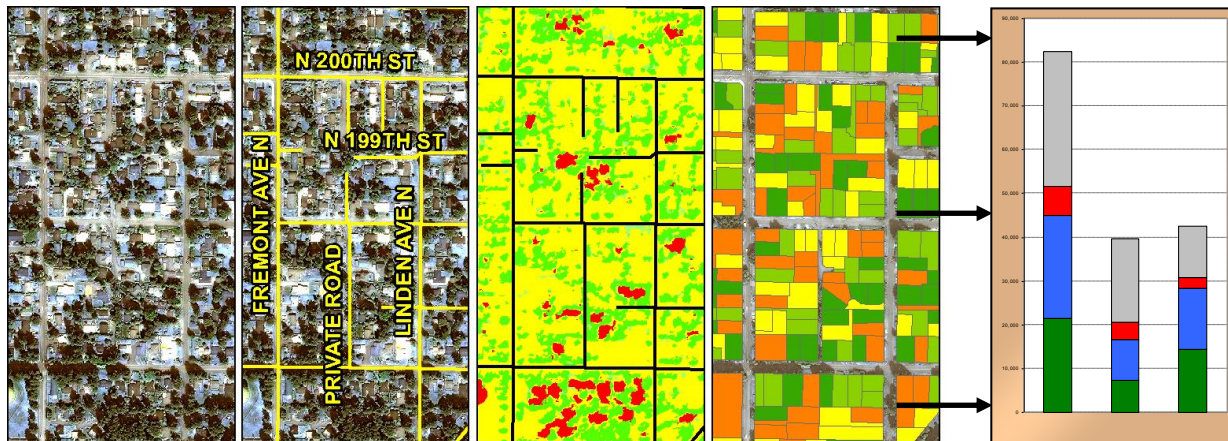 N 200TH ST
N 199TH ST
FREMONT AVE N
PRIVATE ROAD
LINDEN AVE N
90,000
80,000
70,000
60,000
50,000
40,000
30,000
20,000
10,000
0